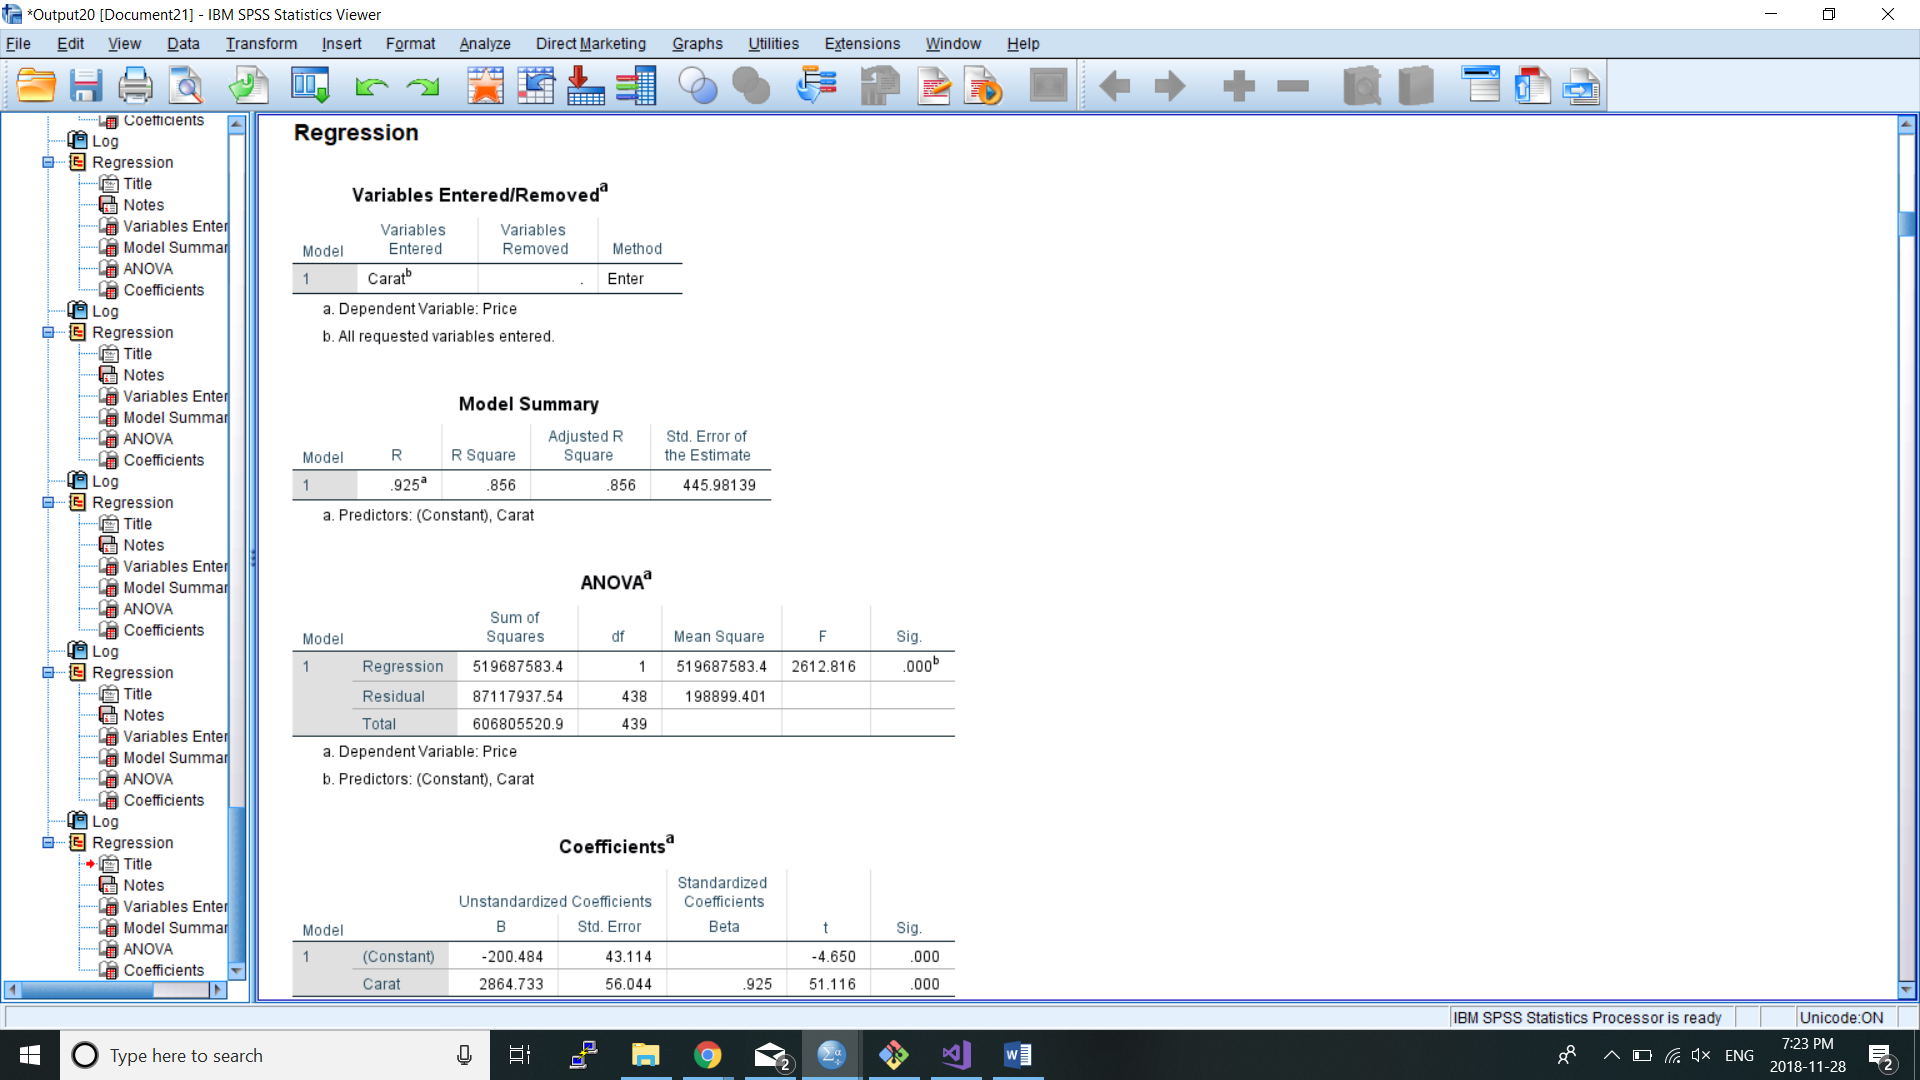 *Output20 [Document21] - IBM SPSS Statistics Viewer
File Edit View Data Transform Insert Format Analyze Direct Marketing Graphs Utilities Extensions Window Help
Coefficients
Log
Regression
Title
Notes
Variables Enter
Model Summar
ANOVA
Coefficients
Log
Regression
Title
Notes
Variables Enter
Model Summar
ANOVA
Coefficients
Log
Regression
Title
Notes
Variables Enter
Model Summar
ANOVA
Coefficients
Log
Regression
Title
Notes
Variables Enter
Model Summar
ANOVA
Coefficients
Log
Regression
Title
Notes
Variables Enter
Model Summar
ANOVA
Coefficients
Regression
Variables Entered/Removedᵃ
Model Variables Entered Variables Removed Method
1 Caratᵇ . Enter
a. Dependent Variable: Price
b. All requested variables entered.
Model Summary
Model R R Square Adjusted R Square Std. Error of the Estimate
1 .925ᵃ .856 .856 445.98139
a. Predictors: (Constant), Carat
ANOVAᵃ
Model Sum of Squares df Mean Square F Sig.
1 Regression 519687583.4 1 519687583.4 2612.816 .000ᵇ
Residual 87117937.54 438 198899.401
Total 606805520.9 439
a. Dependent Variable: Price
b. Predictors: (Constant), Carat
Coefficientsᵃ
Unstandardized Coefficients Standardized Coefficients
Model B Std. Error Beta t Sig.
1 (Constant) -200.484 43.114 -4.650 .000
Carat 2864.733 56.044 .925 51.116 .000
IBM SPSS Statistics Processor is ready Unicode:ON
Type here to search
2
ENG
7:23 PM
2018-11-28
2